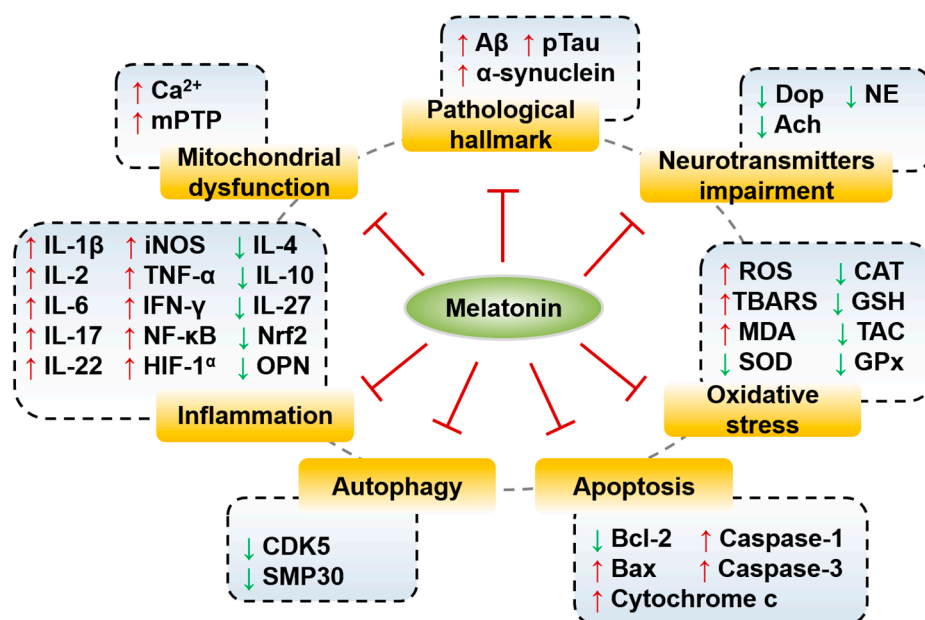 ↑ Aβ ↑ pTau
↑ α-synuclein
Pathological
hallmark
↑ Ca²⁺
↑ mPTP
Mitochondrial
dysfunction
↓ Dop ↓ NE
↓ Ach
Neurotransmitters
impairment
↑ IL-1β ↑ iNOS ↓ IL-4
↑ IL-2 ↑ TNF-α ↓ IL-10
↑ IL-6 ↑ IFN-γ ↓ IL-27
↑ IL-17 ↑ NF-κB ↓ Nrf2
↑ IL-22 ↑ HIF-1ᵅ ↓ OPN
Inflammation
Melatonin
↑ ROS ↓ CAT
↑ TBARS ↓ GSH
↑ MDA ↓ TAC
↓ SOD ↓ GPx
Oxidative
stress
Autophagy
↓ CDK5
↓ SMP30
Apoptosis
↓ Bcl-2 ↑ Caspase-1
↑ Bax ↑ Caspase-3
↑ Cytochrome c